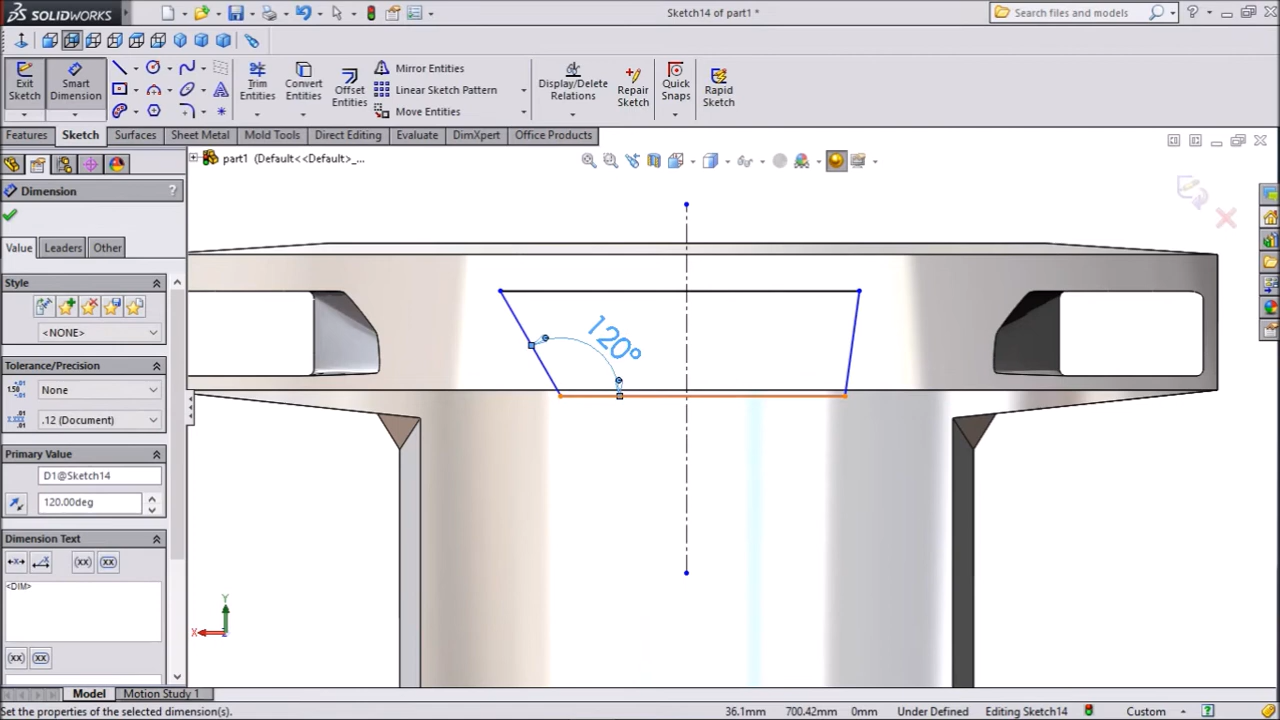 SOLIDWORKS
Sketch14 of part1 *
Search files and models
Exit Sketch
Smart Dimension
Trim Entities
Convert Entities
Offset Entities
Mirror Entities
Linear Sketch Pattern
Move Entities
Display/Delete Relations
Repair Sketch
Quick Snaps
Rapid Sketch
Features
Sketch
Surfaces
Sheet Metal
Mold Tools
Direct Editing
Evaluate
DimXpert
Office Products
part1 (Default<<Default>_...
Dimension
?
Value
Leaders
Other
Style
<NONE>
Tolerance/Precision
None
.12 (Document)
Primary Value
D1@Sketch14
120.00deg
Dimension Text
(xx)
(xx)
<DIM>
(xx)
(xx)
120°
Y
X
Model
Motion Study 1
Set the properties of the selected dimension(s).
36.1mm
700.42mm
0mm
Under Defined
Editing Sketch14
Custom
?